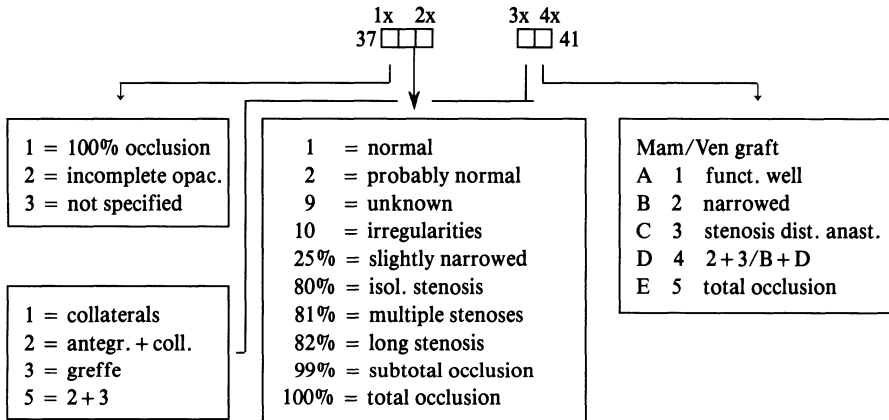 1x 2x 3x 4x
37 41
1 = 100% occlusion
2 = incomplete opac.
3 = not specified
1 = collaterals
2 = antegr. + coll.
3 = greffe
5 = 2 + 3
1 = normal
2 = probably normal
9 = unknown
10 = irregularities
25% = slightly narrowed
80% = isol. stenosis
81% = multiple stenoses
82% = long stenosis
99% = subtotal occlusion
100% = total occlusion
Mam/Ven graft
A 1 funct. well
B 2 narrowed
C 3 stenosis dist. anast.
D 4 2 + 3/B + D
E 5 total occlusion